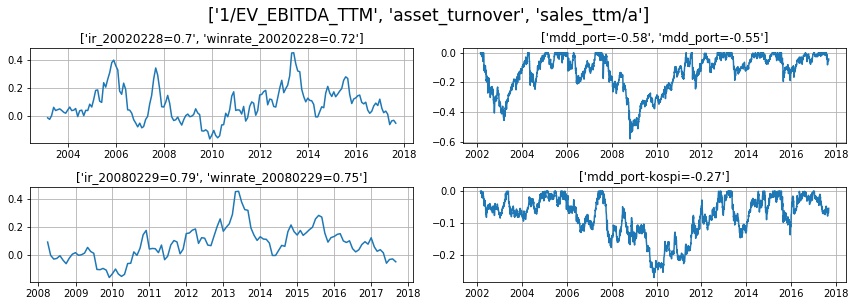 ['1/EV_EBITDA_TTM', 'asset_turnover', 'sales_ttm/a']
['ir_20020228=0.7', 'winrate_20020228=0.72']
0.4
0.2
0.0
2004 2006 2008 2010 2012 2014 2016 2018
['mdd_port=-0.58', 'mdd_port=-0.55']
0.0
−0.2
−0.4
−0.6
2002 2004 2006 2008 2010 2012 2014 2016 2018
['ir_20080229=0.79', 'winrate_20080229=0.75']
0.4
0.2
0.0
2008 2009 2010 2011 2012 2013 2014 2015 2016 2017 2018
['mdd_port-kospi=-0.27']
0.0
−0.1
−0.2
2002 2004 2006 2008 2010 2012 2014 2016 2018